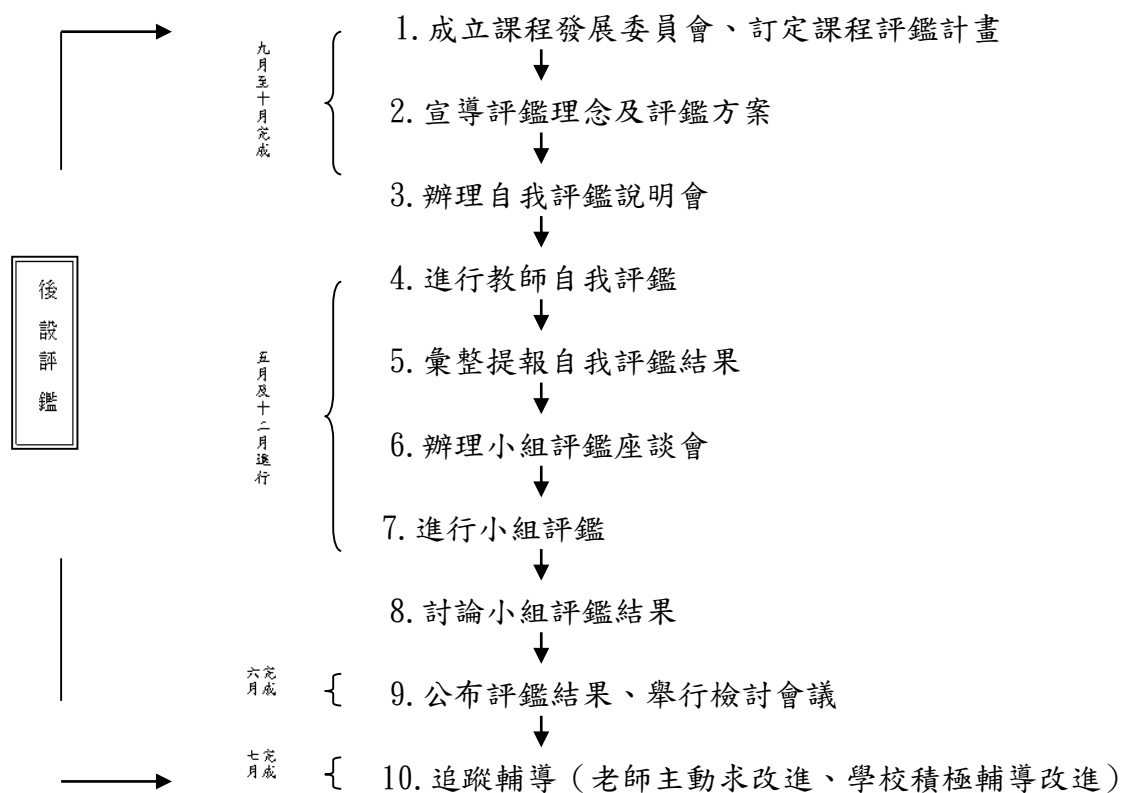 1.成立課程發展委員會、訂定課程評鑑計畫
九月至十月完成
2.宣導評鑑理念及評鑑方案
3.辦理自我評鑑說明會
後設評鑑
4.進行教師自我評鑑
五月及十二月進行
5.彙整提報自我評鑑結果
6.辦理小組評鑑座談會
7.進行小組評鑑
8.討論小組評鑑結果
六月完成
9.公布評鑑結果、舉行檢討會議
七月完成
10.追蹤輔導（老師主動求改進、學校積極輔導改進）